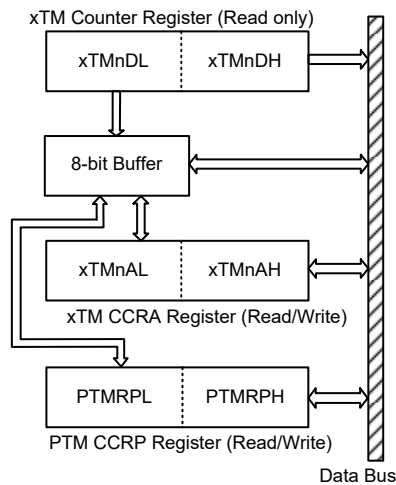 xTM Counter Register (Read only)
xTMnDL xTMnDH
8-bit Buffer
xTMnAL xTMnAH
xTM CCRA Register (Read/Write)
PTMRPL PTMRPH
PTM CCRP Register (Read/Write)
Data Bus